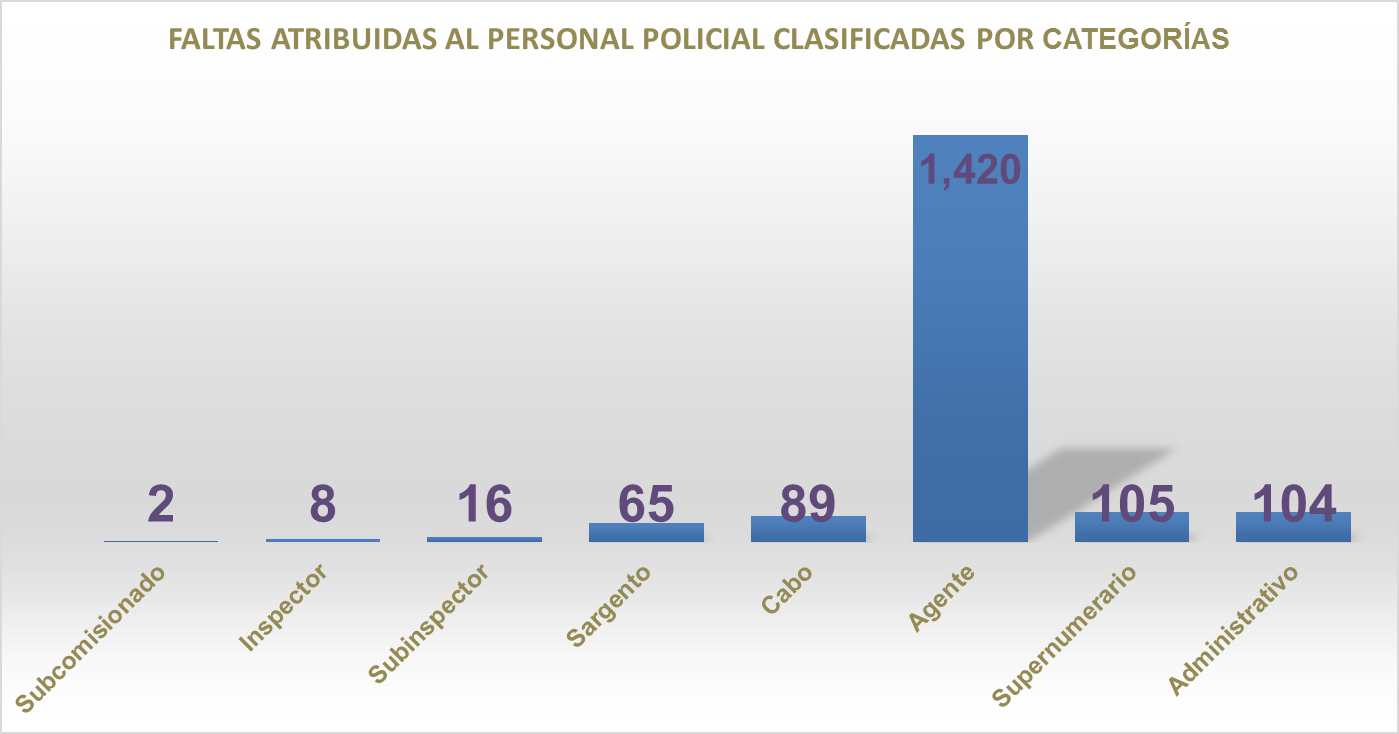 FALTAS ATRIBUIDAS AL PERSONAL POLICIAL CLASIFICADAS POR CATEGORÍAS
2
8
16
65
89
1,420
105
104
Subcomisionado
Inspector
Subinspector
Sargento
Cabo
Agente
Supernumerario
Administrativo